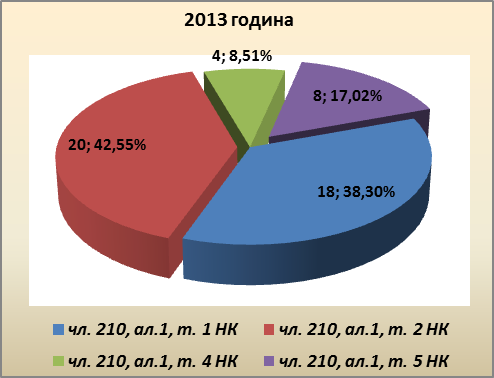 2013 година
4; 8,51%
8; 17,02%
20; 42,55%
18; 38,30%
чл. 210, ал.1, т. 1 НК
чл. 210, ал.1, т. 2 НК
чл. 210, ал.1, т. 4 НК
чл. 210, ал.1, т. 5 НК